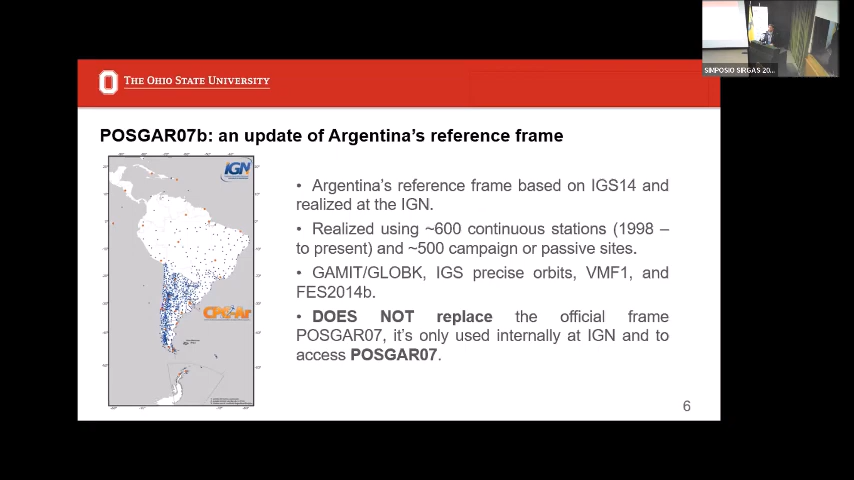 SIMPOSIO SIRGAS 20...
THE OHIO STATE UNIVERSITY
POSGAR07b: an update of Argentina's reference frame
IGN
CPC-Ar
• Argentina's reference frame based on IGS14 and
realized at the IGN.
• Realized using ~600 continuous stations (1998 –
to present) and ~500 campaign or passive sites.
• GAMIT/GLOBK, IGS precise orbits, VMF1, and
FES2014b.
• DOES NOT replace the official frame
POSGAR07, it's only used internally at IGN and to
access POSGAR07.
6